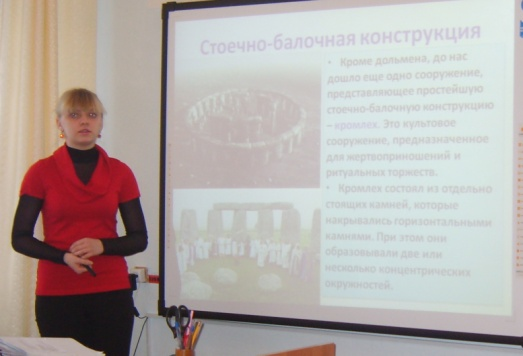 Стоечно-балочная конструкция
• Кроме дольмена, до нас
дошло еще одно сооружение,
представляющее простейшую
стоечно-балочную конструкцию
– кромлех. Это культовое
сооружение, предназначенное
для жертвоприношений и
ритуальных торжеств.
• Кромлех состоял из отдельно
стоящих камней, которые
накрывались горизонтальными
камнями. При этом они
образовывали две или
несколько концентрических
окружностей.